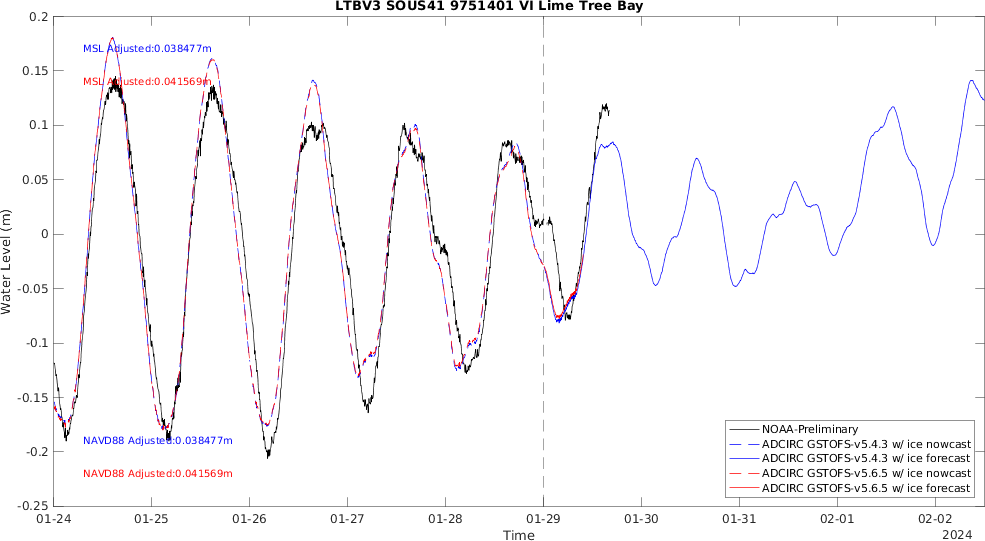 LTBV3 SOUS41 9751401 VI Lime Tree Bay
0.2
0.15
0.1
0.05
0
-0.05
-0.1
-0.15
-0.2
-0.25
Water Level (m)
MSL Adjusted:0.038477m
MSL Adjusted:0.041569m
NAVD88 Adjusted:0.038477m
NAVD88 Adjusted:0.041569m
NOAA-Preliminary
ADCIRC GSTOFS-v5.4.3 w/ ice nowcast
ADCIRC GSTOFS-v5.4.3 w/ ice forecast
ADCIRC GSTOFS-v5.6.5 w/ ice nowcast
ADCIRC GSTOFS-v5.6.5 w/ ice forecast
01-24 01-25 01-26 01-27 01-28 01-29 01-30 01-31 02-01 02-02
Time
2024